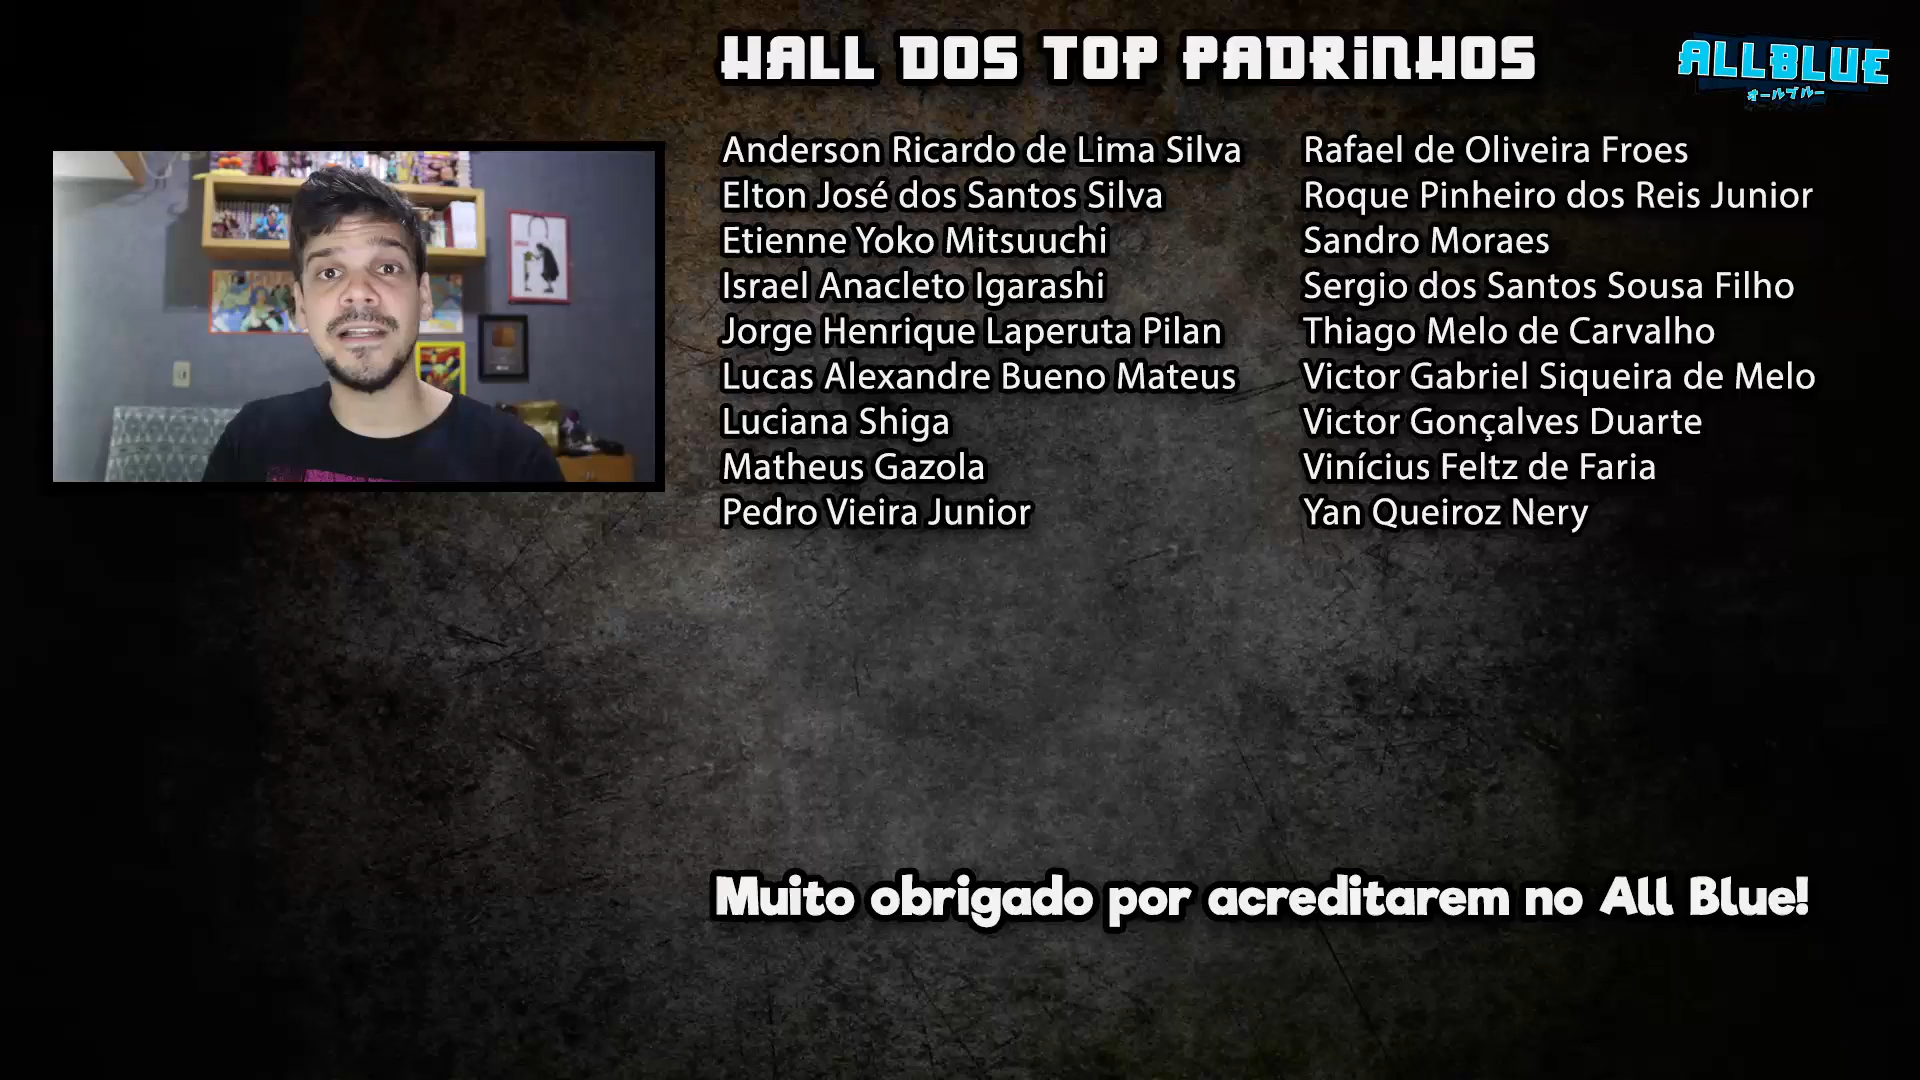 HALL DOS TOP PADRINHOS
ALLBLUE
オールブルー
Anderson Ricardo de Lima Silva
Elton José dos Santos Silva
Etienne Yoko Mitsuuchi
Israel Anacleto Igarashi
Jorge Henrique Laperuta Pilan
Lucas Alexandre Bueno Mateus
Luciana Shiga
Matheus Gazola
Pedro Vieira Junior
Rafael de Oliveira Froes
Roque Pinheiro dos Reis Junior
Sandro Moraes
Sergio dos Santos Sousa Filho
Thiago Melo de Carvalho
Victor Gabriel Siqueira de Melo
Victor Gonçalves Duarte
Vinícius Feltz de Faria
Yan Queiroz Nery
Muito obrigado por acreditarem no All Blue!